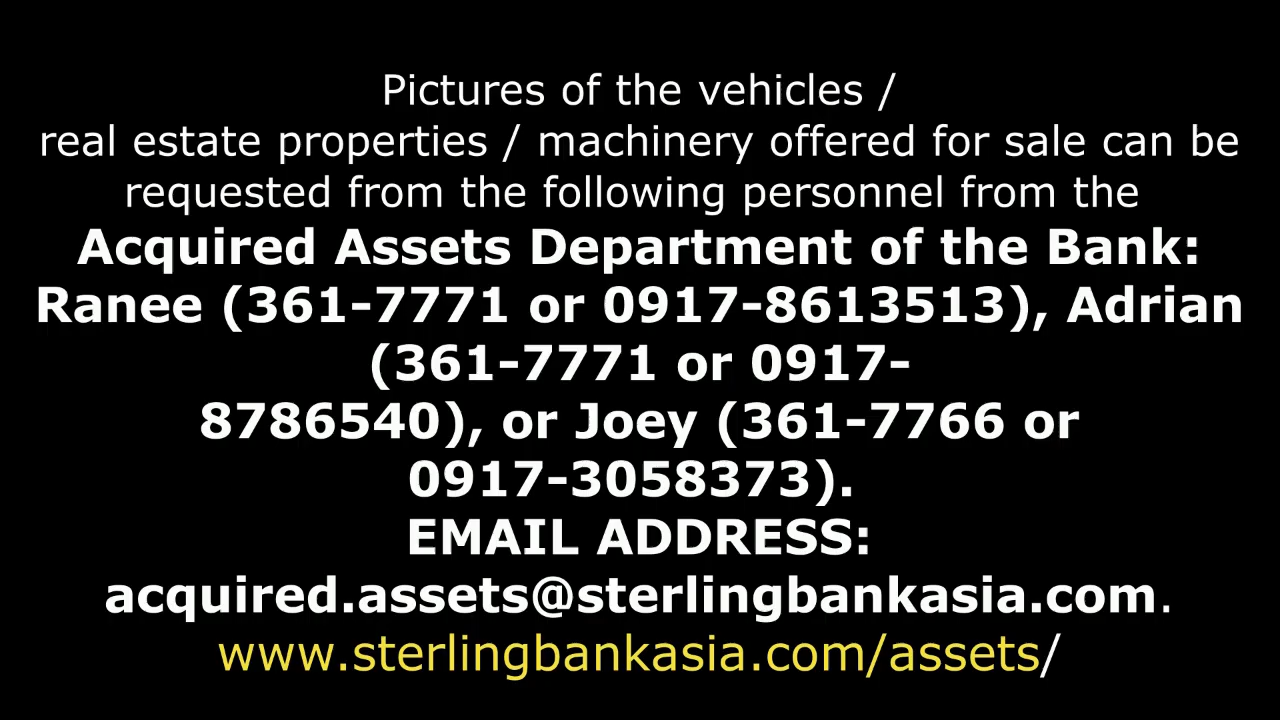 Pictures of the vehicles /
real estate properties / machinery offered for sale can be
requested from the following personnel from the
Acquired Assets Department of the Bank:
Ranee (361-7771 or 0917-8613513), Adrian
(361-7771 or 0917-
8786540), or Joey (361-7766 or
0917-3058373).
EMAIL ADDRESS:
acquired.assets@sterlingbankasia.com.
www.sterlingbankasia.com/assets/